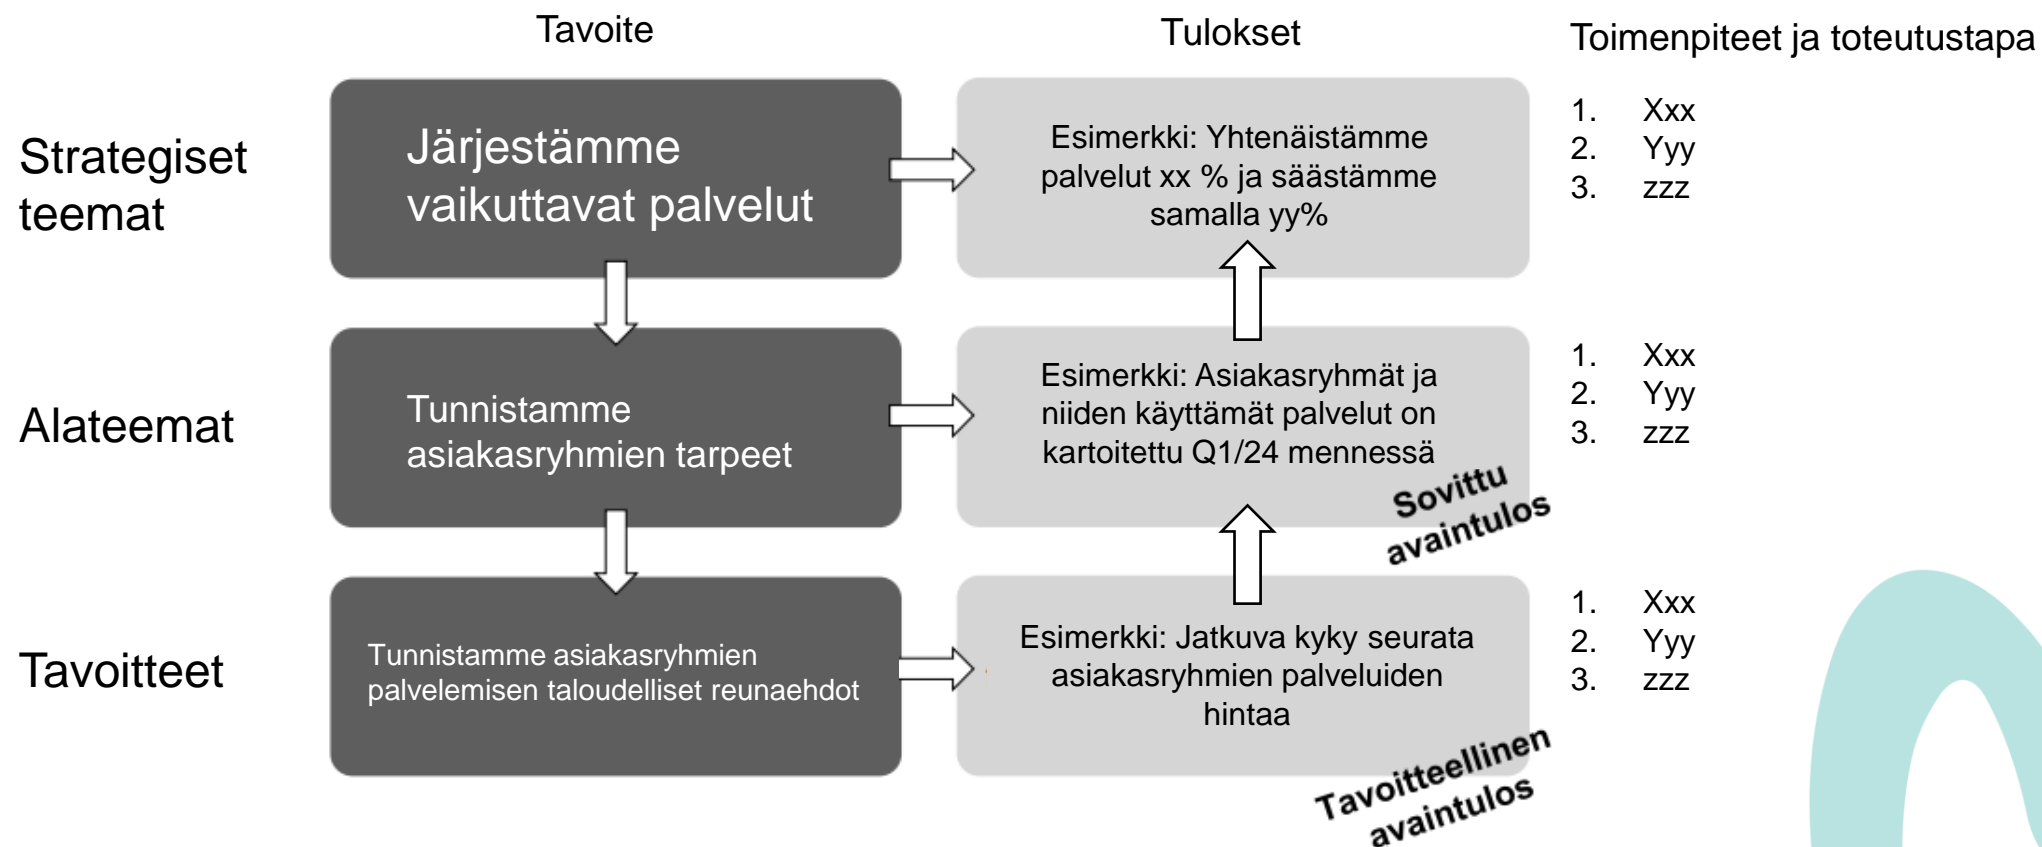 Tavoite
Tulokset
Toimenpiteet ja toteutustapa
Strategiset
teemat
Järjestämme
vaikuttavat palvelut
Esimerkki: Yhtenäistämme
palvelut xx % ja säästämme
samalla yy%
1. Xxx
2. Yyy
3. zzz
Alateemat
Tunnistamme
asiakasryhmien tarpeet
Esimerkki: Asiakasryhmät ja
niiden käyttämät palvelut on
kartoitettu Q1/24 mennessä
Sovittu
avaintulos
1. Xxx
2. Yyy
3. zzz
Tavoitteet
Tunnistamme asiakasryhmien
palvelemisen taloudelliset reunaehdot
Esimerkki: Jatkuva kyky seurata
asiakasryhmien palveluiden
hintaa
Tavoitteellinen
avaintulos
1. Xxx
2. Yyy
3. zzz